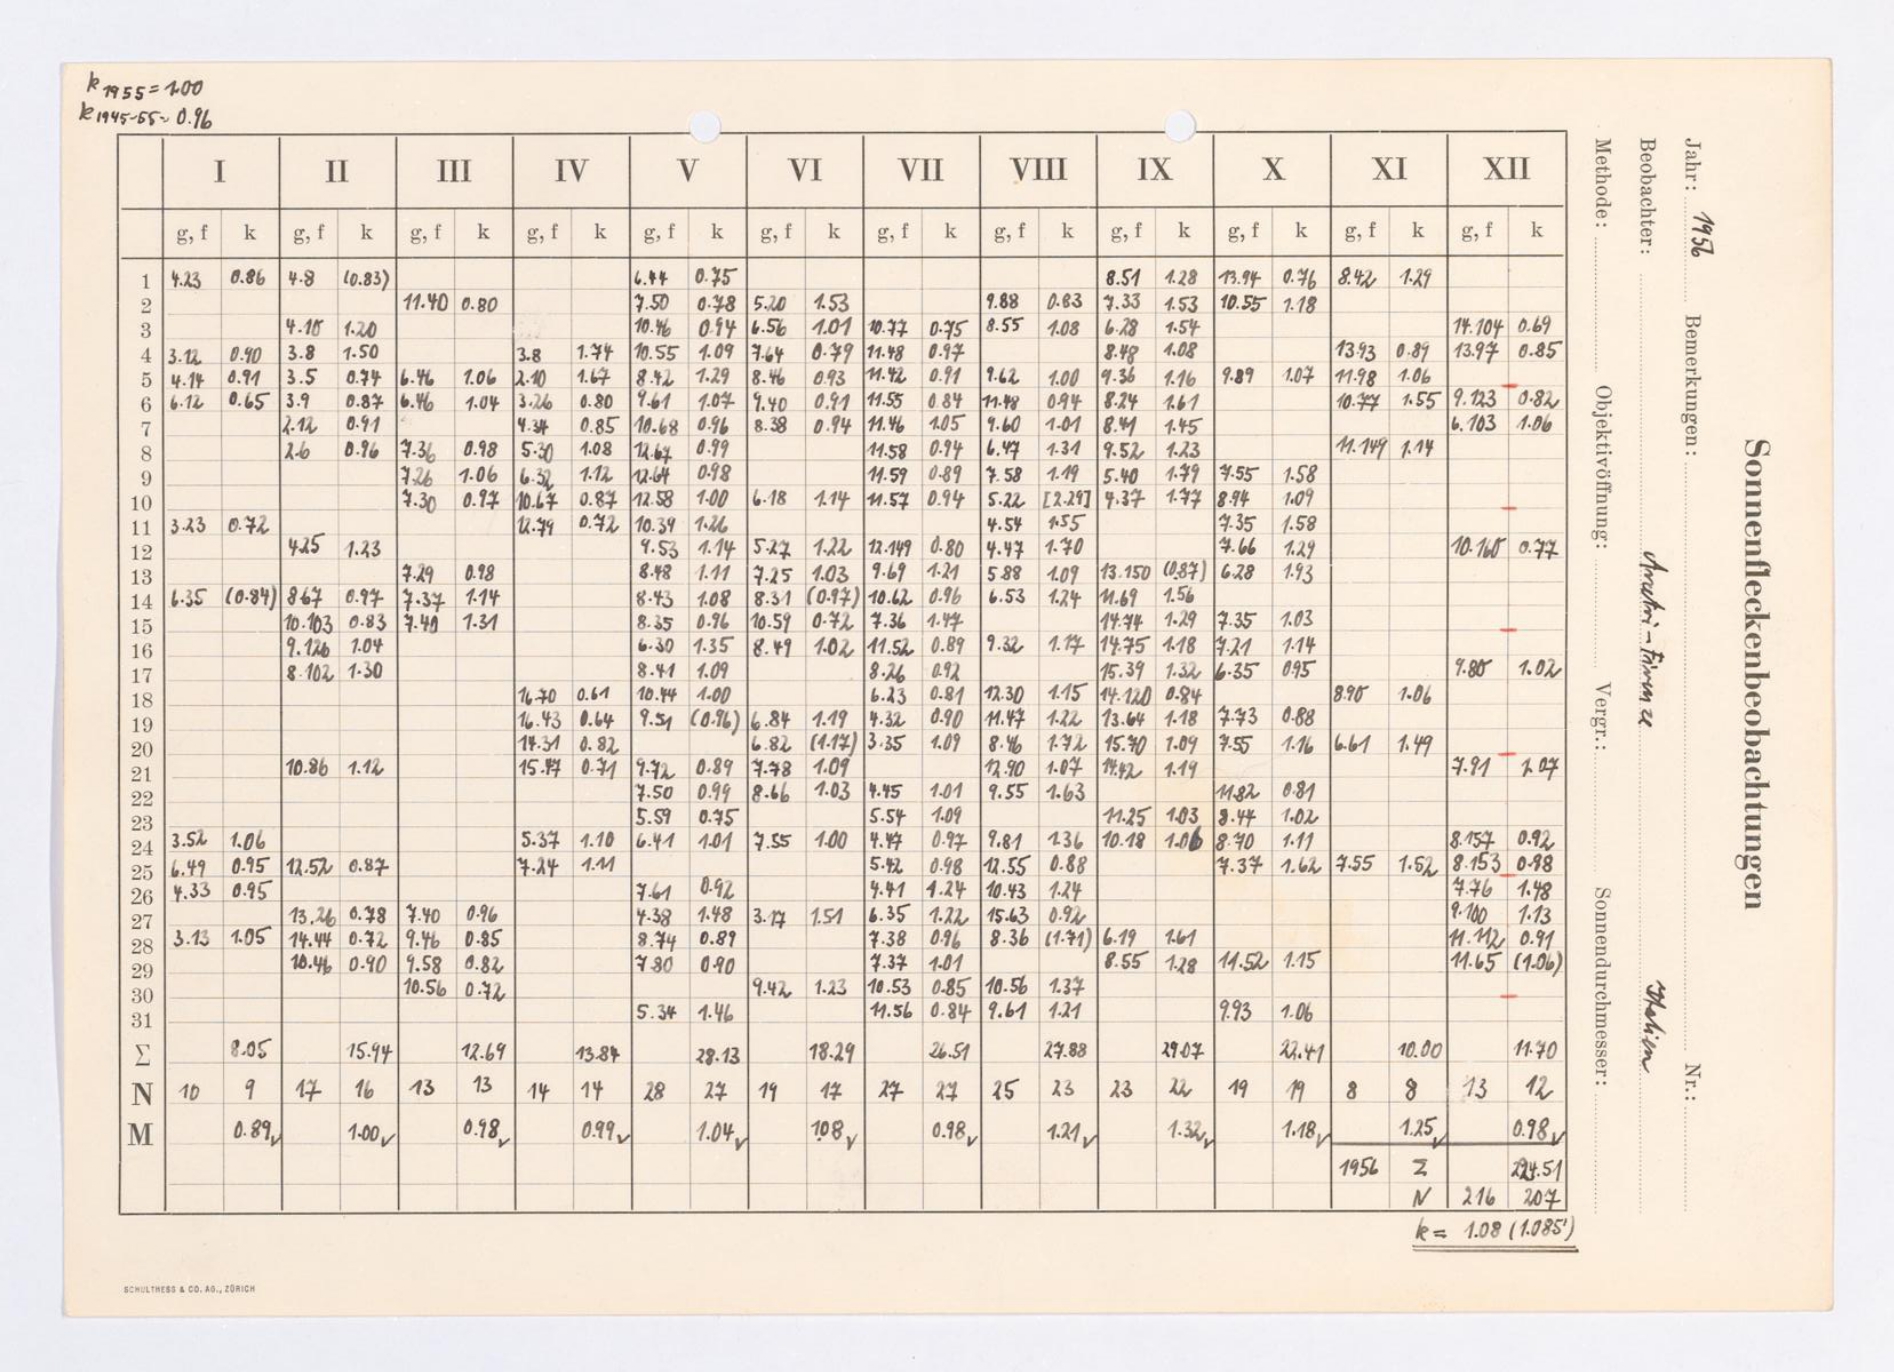 k 1955 = 1.00
k 1945-55 = 0.96
I II III IV V VI VII VIII IX X XI XII
g, f k g, f k g, f k g, f k g, f k g, f k g, f k g, f k g, f k g, f k g, f k g, f k
1 4.23 0.86 4.8 (0.83) 6.44 0.75 8.51 1.28 13.94 0.76 8.42 1.29
2 11.40 0.80 7.50 0.78 5.20 1.53 9.88 0.83 7.33 1.53 10.55 1.18
3 4.10 1.20 10.46 0.94 6.56 1.01 10.77 0.75 8.55 1.08 6.28 1.54 14.104 0.69
4 3.12 0.90 3.8 1.50 3.8 1.74 10.55 1.09 7.64 0.79 11.48 0.97 8.48 1.08 13.93 0.89 13.97 0.85
5 4.14 0.91 3.5 0.74 6.46 1.06 2.10 1.67 8.42 1.29 8.46 0.93 11.42 0.91 9.62 1.00 9.36 1.16 9.89 1.07 11.98 1.06
6 6.12 0.65 3.9 0.87 6.46 1.04 3.26 0.80 9.61 1.07 9.40 0.91 11.55 0.84 11.48 0.94 8.24 1.61 10.77 1.55 9.123 0.82
7 2.12 0.91 4.34 0.85 10.68 0.96 8.38 0.94 11.46 1.05 9.60 1.01 8.41 1.45 6.103 1.06
8 2.6 0.96 7.36 0.98 5.30 1.08 12.67 0.99 11.58 0.94 6.47 1.31 9.52 1.23 11.149 1.14
9 7.26 1.06 6.32 1.12 12.64 0.98 11.59 0.89 7.58 1.19 5.40 1.79 7.55 1.58
10 7.30 0.97 10.67 0.87 12.58 1.00 6.18 1.14 11.57 0.94 5.22 [2.29] 4.37 1.77 8.94 1.09
11 3.23 0.72 12.79 0.72 10.39 1.26 4.54 1.55 7.35 1.58
12 4.25 1.23 9.53 1.14 5.27 1.22 12.149 0.80 4.47 1.70 7.66 1.29 10.160 0.77
13 7.29 0.98 8.48 1.11 7.25 1.03 9.69 1.21 5.88 1.09 13.150 (0.87) 6.28 1.93
14 6.35 (0.84) 8.67 0.97 7.37 1.14 8.43 1.08 8.31 (0.97) 10.62 0.96 6.53 1.24 11.69 1.56
15 10.103 0.83 7.40 1.31 8.35 0.96 10.59 0.72 7.36 1.47 14.74 1.29 7.35 1.03
16 9.126 1.04 6.30 1.35 8.49 1.02 11.52 0.89 9.32 1.17 14.75 1.18 7.21 1.14
17 8.102 1.30 8.41 1.09 8.26 0.92 15.39 1.32 6.35 0.95 9.80 1.02
18 16.70 0.61 10.44 1.00 6.23 0.81 12.30 1.15 14.120 0.84 8.90 1.06
19 16.43 0.64 9.51 (0.96) 6.84 1.19 4.32 0.90 11.47 1.22 13.64 1.18 7.73 0.88
20 14.31 0.82 6.82 (1.17) 3.35 1.09 8.46 1.72 15.70 1.09 7.55 1.16 6.61 1.49
21 10.86 1.12 15.47 0.71 9.72 0.89 7.78 1.09 12.90 1.07 14.42 1.19 7.91 1.07
22 7.50 0.99 8.66 1.03 4.45 1.01 9.55 1.63 11.82 0.81
23 5.59 0.75 5.54 1.09 11.25 1.03 8.44 1.02
24 3.52 1.06 5.37 1.10 6.41 1.01 7.55 1.00 4.47 0.97 9.81 1.36 10.18 1.06 8.70 1.11 8.157 0.92
25 6.49 0.95 12.52 0.87 7.24 1.11 5.42 0.98 12.55 0.88 7.37 1.62 7.55 1.52 8.153 0.98
26 4.33 0.95 7.61 0.92 4.41 1.24 10.43 1.24 7.76 1.48
27 13.26 0.78 7.40 0.96 4.38 1.48 3.17 1.51 6.35 1.22 15.63 0.92 9.100 1.13
28 3.13 1.05 14.44 0.72 9.46 0.85 8.74 0.89 7.38 0.96 8.36 (1.71) 6.19 1.61 11.112 0.91
29 10.46 0.90 9.58 0.82 7.80 0.90 7.37 1.01 8.55 1.28 11.52 1.15 11.65 (1.06)
30 10.56 0.72 9.42 1.23 10.53 0.85 10.56 1.37
31 5.34 1.46 11.56 0.84 9.61 1.21 9.93 1.06
Σ 8.05 15.94 12.69 13.84 28.13 18.29 26.51 27.88 29.07 22.41 10.00 11.70
N 10 9 17 16 13 13 14 14 28 27 19 17 27 27 25 23 23 22 19 19 8 8 13 12
M 0.89 1.00 0.98 0.99 1.04 1.08 0.98 1.21 1.32 1.18 1.25 0.98
1956 Σ 224.51
N 216 207
k = 1.08 (1.085)
SCHULTHESS & CO. AG., ZÜRICH
Sonnenfleckenbeobachtungen
Jahr: 1956 Bemerkungen: Nr.:
Beobachter: Arcetri-Firenze Italien
Methode: Objektivöffnung: Vergr.: Sonnendurchmesser: